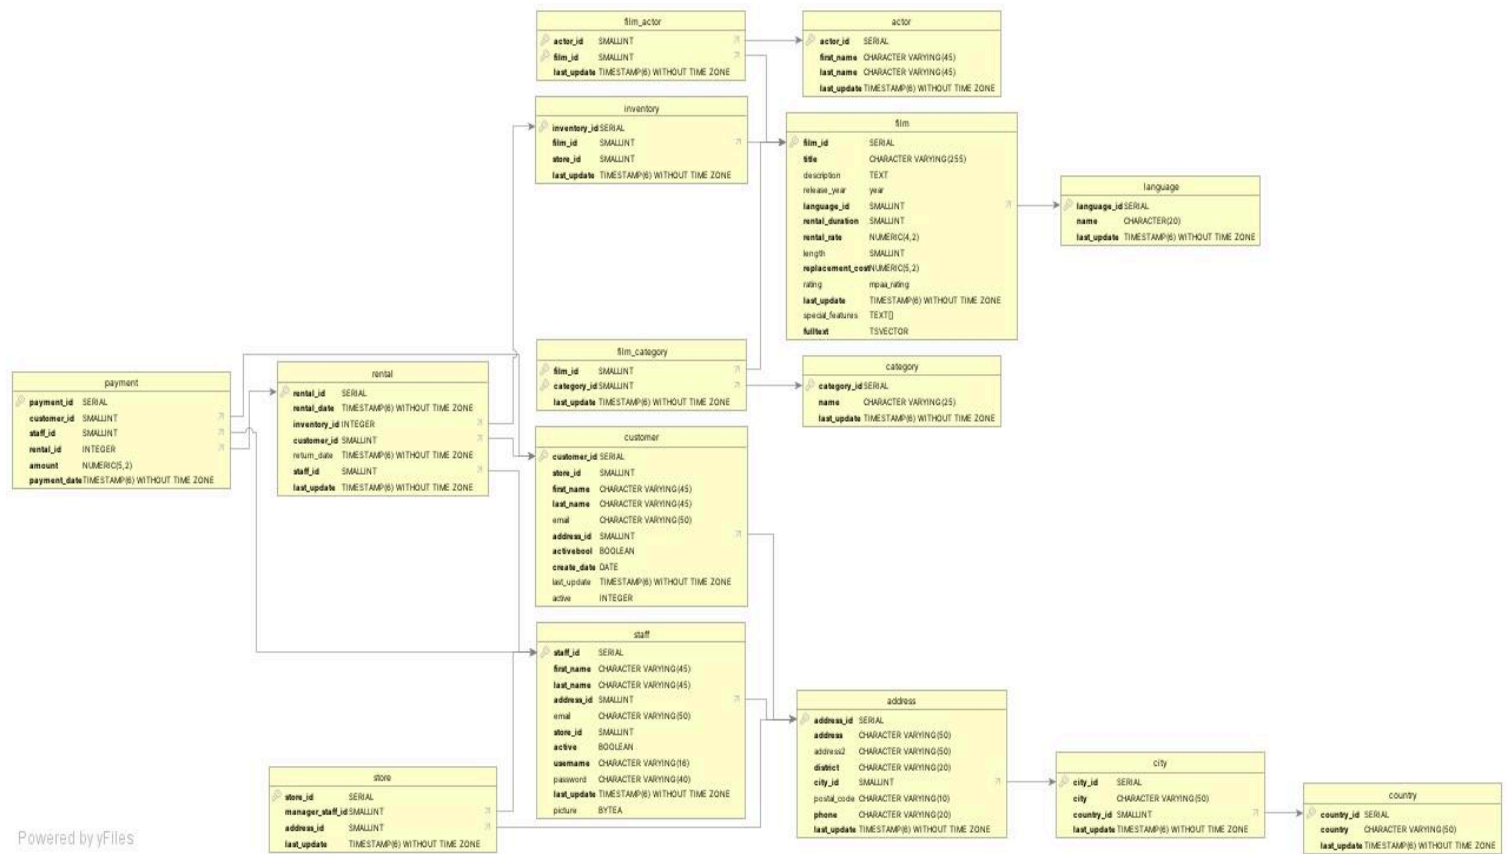 film_actor
actor_id SMALLINT
film_id SMALLINT
last_update TIMESTAMP(6) WITHOUT TIME ZONE
actor
actor_id SERIAL
first_name CHARACTER VARYING(45)
last_name CHARACTER VARYING(45)
last_update TIMESTAMP(6) WITHOUT TIME ZONE
inventory
inventory_id SERIAL
film_id SMALLINT
store_id SMALLINT
last_update TIMESTAMP(6) WITHOUT TIME ZONE
film
film_id SERIAL
title CHARACTER VARYING(255)
description TEXT
release_year year
language_id SMALLINT
rental_duration SMALLINT
rental_rate NUMERIC(4,2)
length SMALLINT
replacement_cost NUMERIC(5,2)
rating mpaa_rating
last_update TIMESTAMP(6) WITHOUT TIME ZONE
special_features TEXT[]
fulltext TSVECTOR
language
language_id SERIAL
name CHARACTER(20)
last_update TIMESTAMP(6) WITHOUT TIME ZONE
film_category
film_id SMALLINT
category_id SMALLINT
last_update TIMESTAMP(6) WITHOUT TIME ZONE
category
category_id SERIAL
name CHARACTER VARYING(25)
last_update TIMESTAMP(6) WITHOUT TIME ZONE
payment
payment_id SERIAL
customer_id SMALLINT
staff_id SMALLINT
rental_id INTEGER
amount NUMERIC(5,2)
payment_date TIMESTAMP(6) WITHOUT TIME ZONE
rental
rental_id SERIAL
rental_date TIMESTAMP(6) WITHOUT TIME ZONE
inventory_id INTEGER
customer_id SMALLINT
return_date TIMESTAMP(6) WITHOUT TIME ZONE
staff_id SMALLINT
last_update TIMESTAMP(6) WITHOUT TIME ZONE
customer
customer_id SERIAL
store_id SMALLINT
first_name CHARACTER VARYING(45)
last_name CHARACTER VARYING(45)
email CHARACTER VARYING(50)
address_id SMALLINT
activebool BOOLEAN
create_date DATE
last_update TIMESTAMP(6) WITHOUT TIME ZONE
active INTEGER
staff
staff_id SERIAL
first_name CHARACTER VARYING(45)
last_name CHARACTER VARYING(45)
address_id SMALLINT
email CHARACTER VARYING(50)
store_id SMALLINT
active BOOLEAN
username CHARACTER VARYING(16)
password CHARACTER VARYING(40)
last_update TIMESTAMP(6) WITHOUT TIME ZONE
picture BYTEA
address
address_id SERIAL
address CHARACTER VARYING(50)
address2 CHARACTER VARYING(50)
district CHARACTER VARYING(20)
city_id SMALLINT
postal_code CHARACTER VARYING(10)
phone CHARACTER VARYING(20)
last_update TIMESTAMP(6) WITHOUT TIME ZONE
store
store_id SERIAL
manager_staff_id SMALLINT
address_id SMALLINT
last_update TIMESTAMP(6) WITHOUT TIME ZONE
city
city_id SERIAL
city CHARACTER VARYING(50)
country_id SMALLINT
last_update TIMESTAMP(6) WITHOUT TIME ZONE
country
country_id SERIAL
country CHARACTER VARYING(50)
last_update TIMESTAMP(6) WITHOUT TIME ZONE
Powered by yFiles